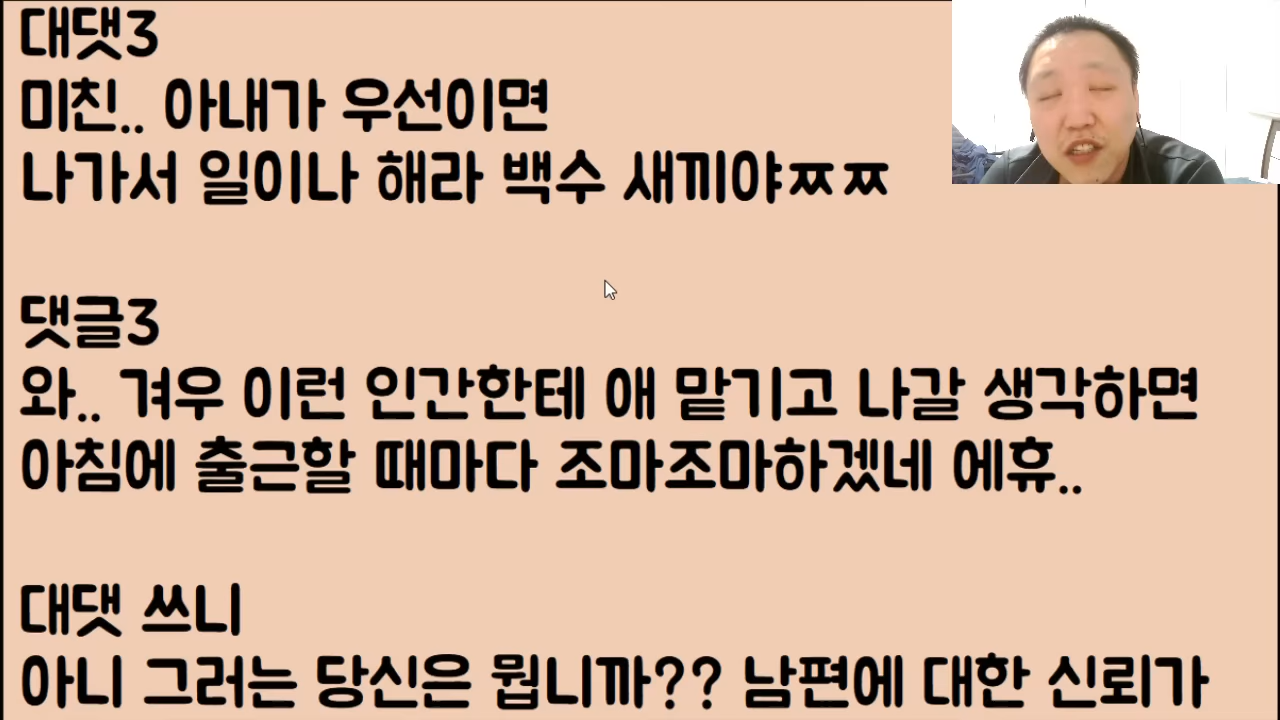 대댓3
미친.. 아내가 우선이면
나가서 일이나 해라 백수 새끼야ㅉㅉ
댓글3
와.. 겨우 이런 인간한테 애 맡기고 나갈 생각하면
아침에 출근할 때마다 조마조마하겠네 에휴..
대댓 쓰니
아니 그러는 당신은 뭡니까?? 남편에 대한 신뢰가